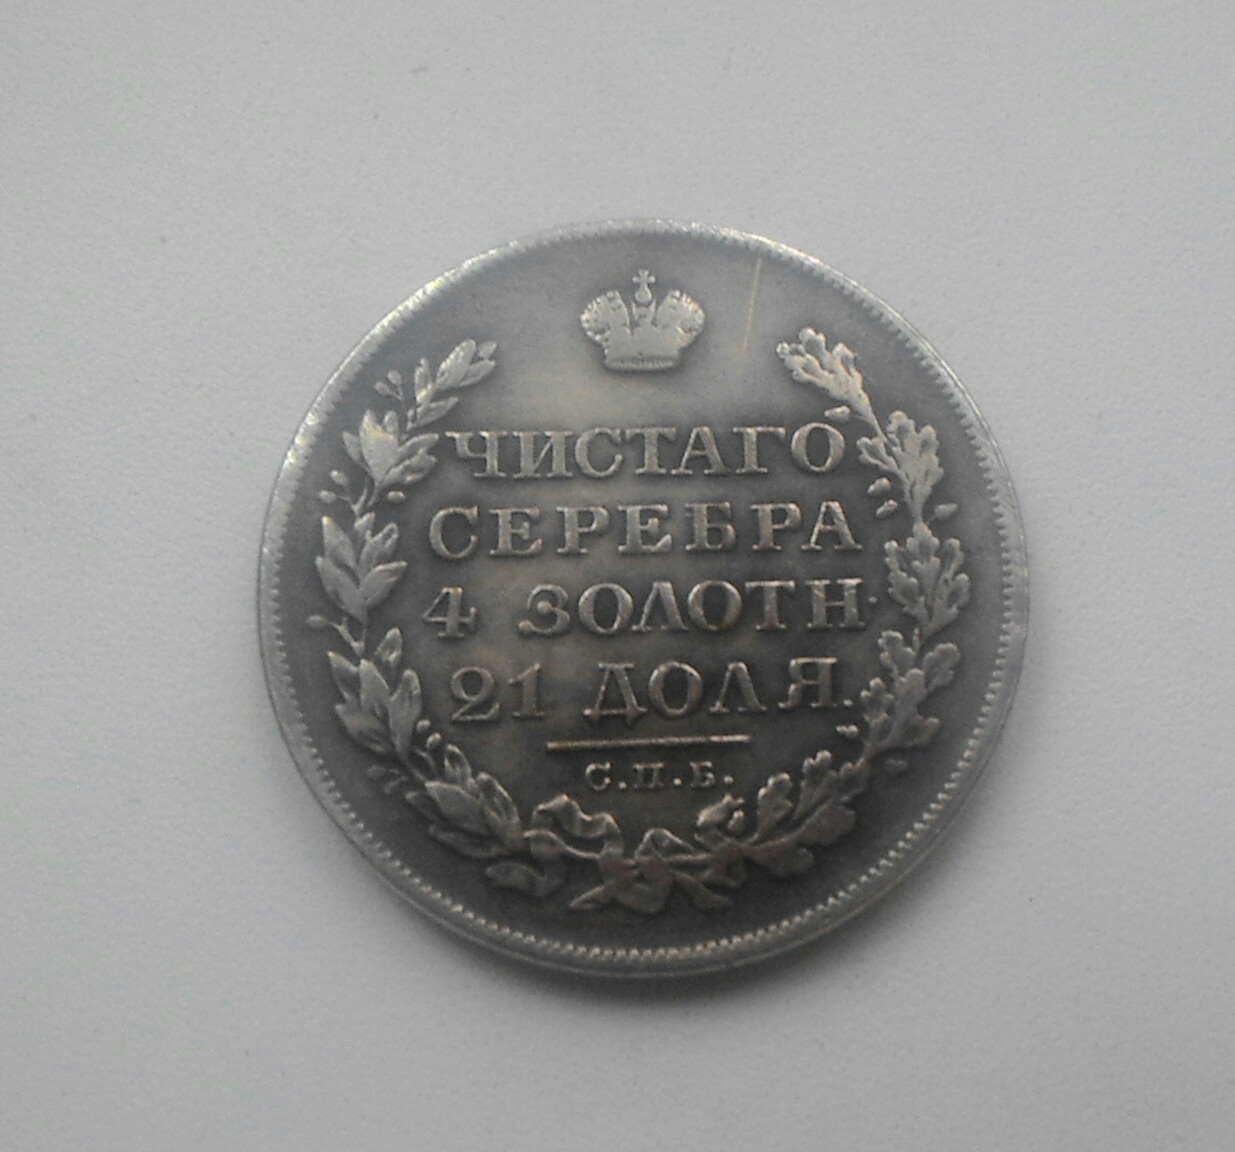 ЧИСТАГО
СЕРЕБРА
4 ЗОЛОТН·
21 ДОЛЯ.
С.П.Б.